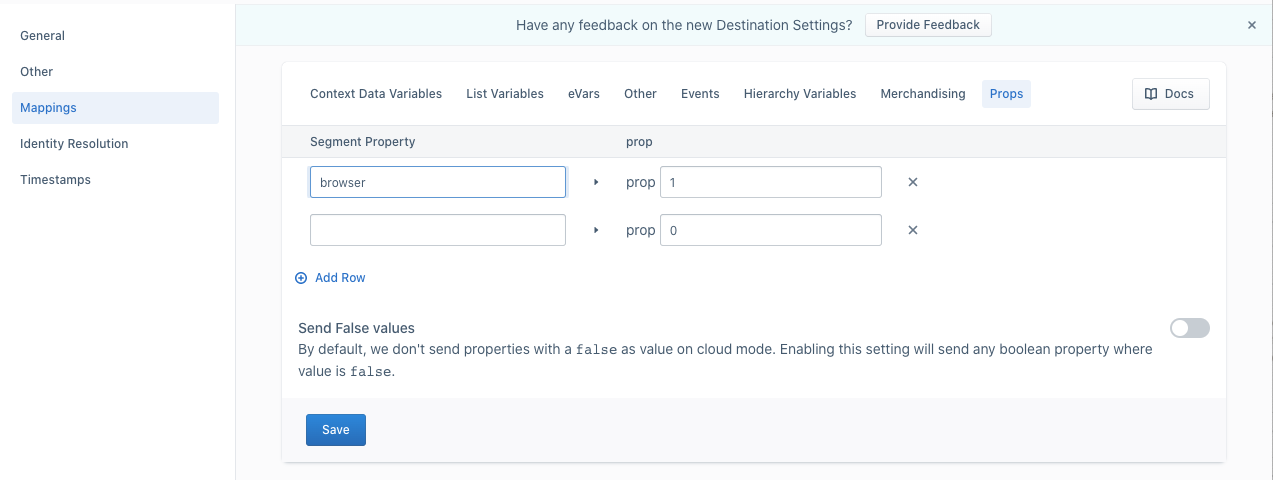 Have any feedback on the new Destination Settings? Provide Feedback
General
Other
Mappings
Identity Resolution
Timestamps
Context Data Variables List Variables eVars Other Events Hierarchy Variables Merchandising Props Docs
Segment Property prop
browser prop 1
prop 0
Add Row
Send False values
By default, we don't send properties with a false as value on cloud mode. Enabling this setting will send any boolean property where
value is false.
Save